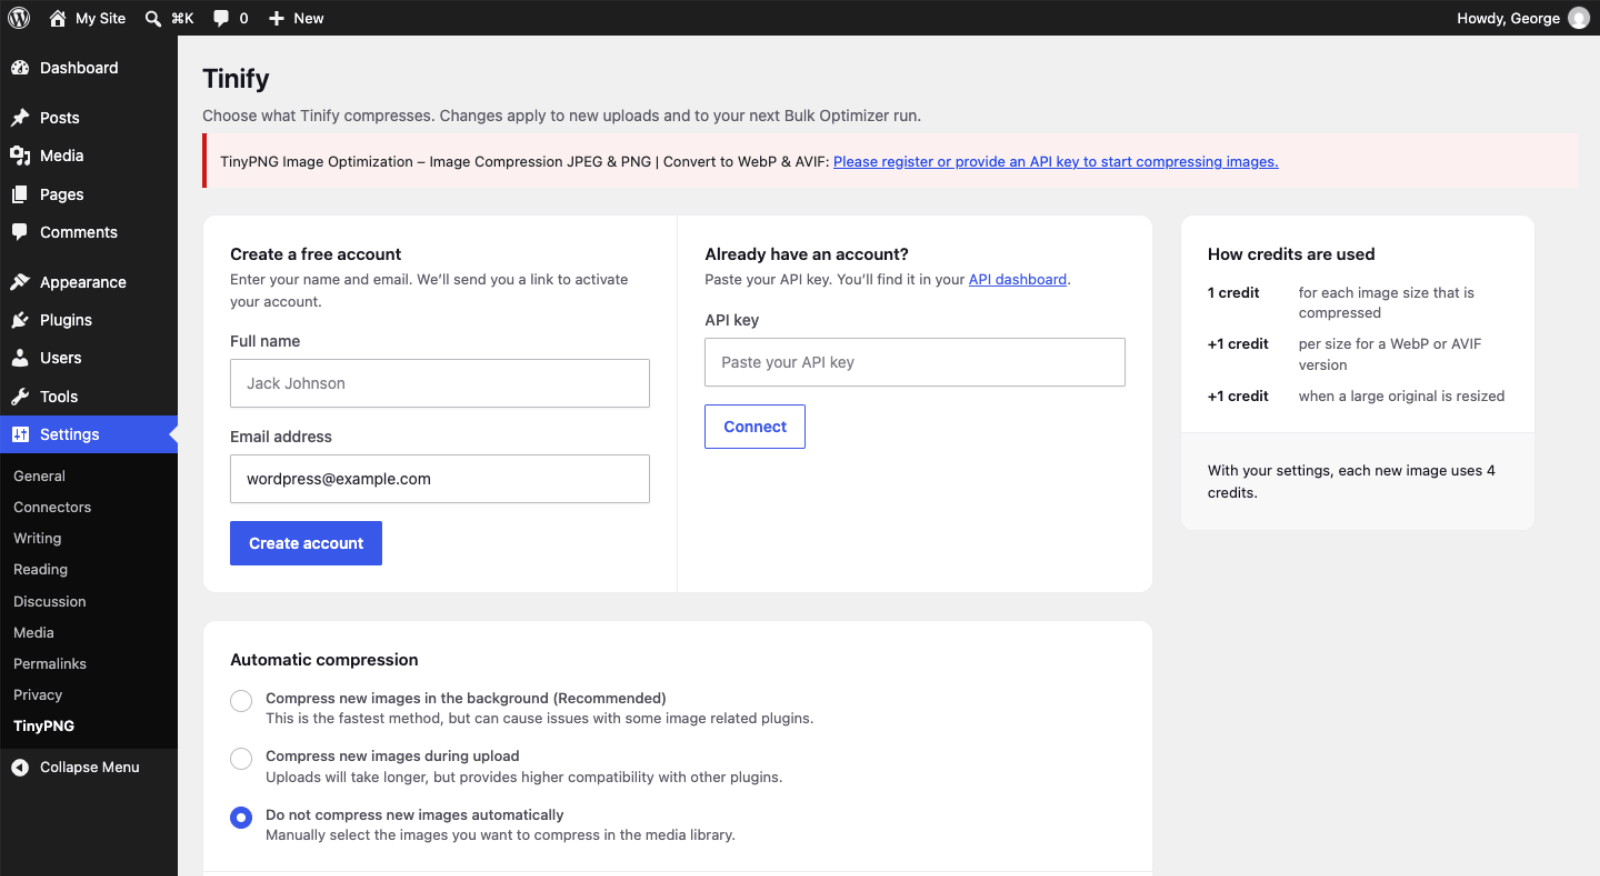 My Site
⌘K
0
New
Howdy, George
Dashboard
Posts
Media
Pages
Comments
Appearance
Plugins
Users
Tools
Settings
General
Connectors
Writing
Reading
Discussion
Media
Permalinks
Privacy
TinyPNG
Collapse Menu
Tinify
Choose what Tinify compresses. Changes apply to new uploads and to your next Bulk Optimizer run.
TinyPNG Image Optimization – Image Compression JPEG & PNG | Convert to WebP & AVIF: Please register or provide an API key to start compressing images.
Create a free account
Enter your name and email. We’ll send you a link to activate
your account.
Full name
Jack Johnson
Email address
wordpress@example.com
Create account
Already have an account?
Paste your API key. You’ll find it in your API dashboard.
API key
Paste your API key
Connect
How credits are used
1 credit for each image size that is
compressed
+1 credit per size for a WebP or AVIF
version
+1 credit when a large original is resized
With your settings, each new image uses 4
credits.
Automatic compression
Compress new images in the background (Recommended)
This is the fastest method, but can cause issues with some image related plugins.
Compress new images during upload
Uploads will take longer, but provides higher compatibility with other plugins.
Do not compress new images automatically
Manually select the images you want to compress in the media library.